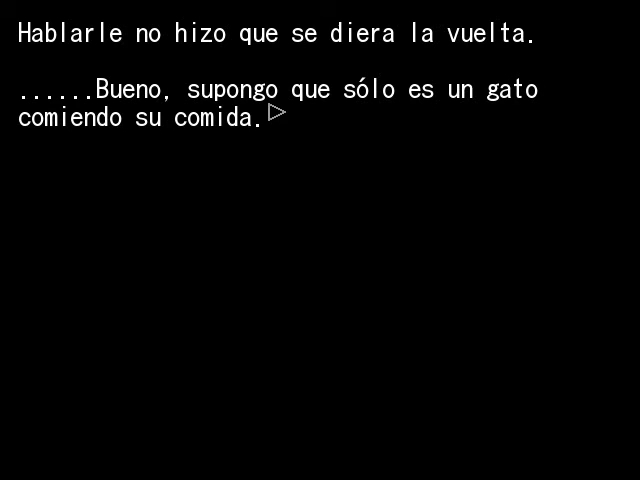 Hablarle no hizo que se diera la vuelta.
......Bueno, supongo que sólo es un gato
comiendo su comida.